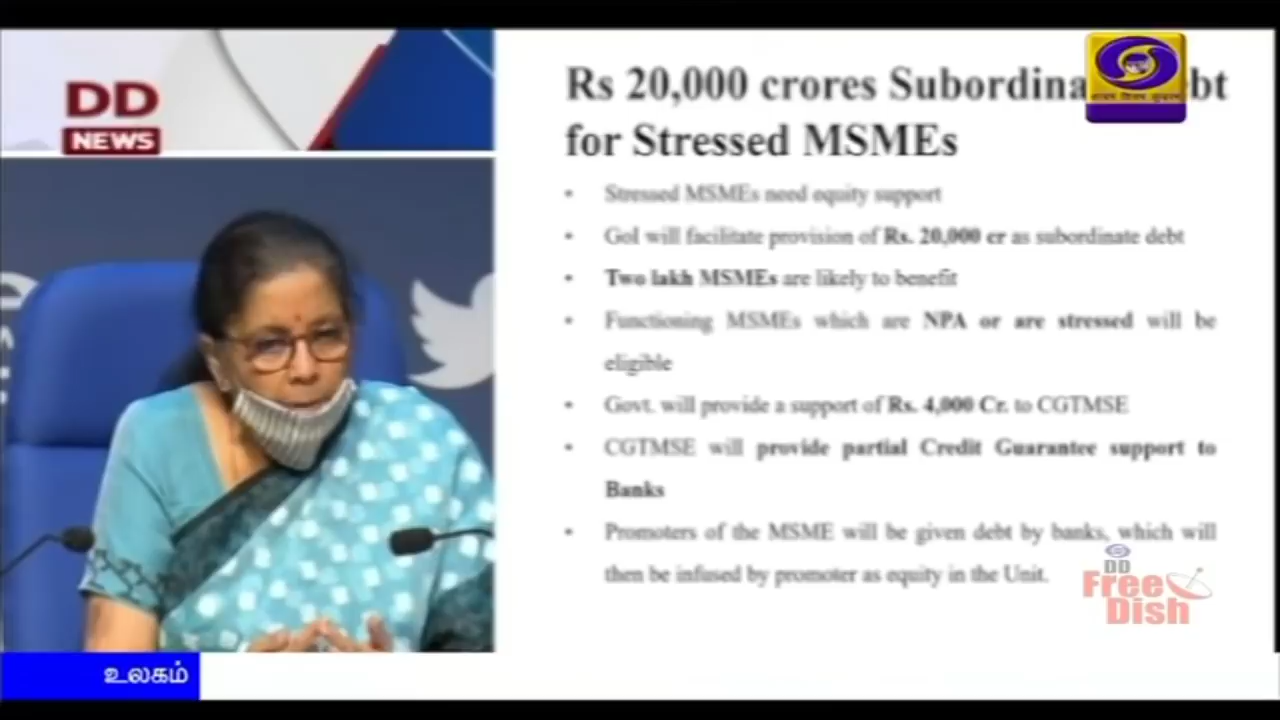 DD
NEWS
Rs 20,000 crores Subordina bt
for Stressed MSMEs
• Stressed MSMEs need equity support
• GoI will facilitate provision of Rs. 20,000 cr as subordinate debt
• Two lakh MSMEs are likely to benefit
• Functioning MSMEs which are NPA or are stressed will be
eligible
• Govt. will provide a support of Rs. 4,000 Cr. to CGTMSE
• CGTMSE will provide partial Credit Guarantee support to
Banks
• Promoters of the MSME will be given debt by banks, which will
then be infused by promoter as equity in the Unit.
DD
Free
Dish
உலகம்